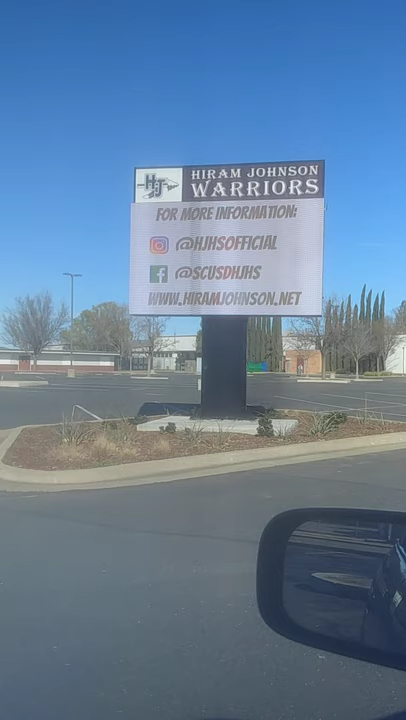 HJ
HIRAM JOHNSON
WARRIORS
FOR MORE INFORMATION:
@HJHSOFFICIAL
@SCUSDHJHS
WWW.HIRAMJOHNSON.NET